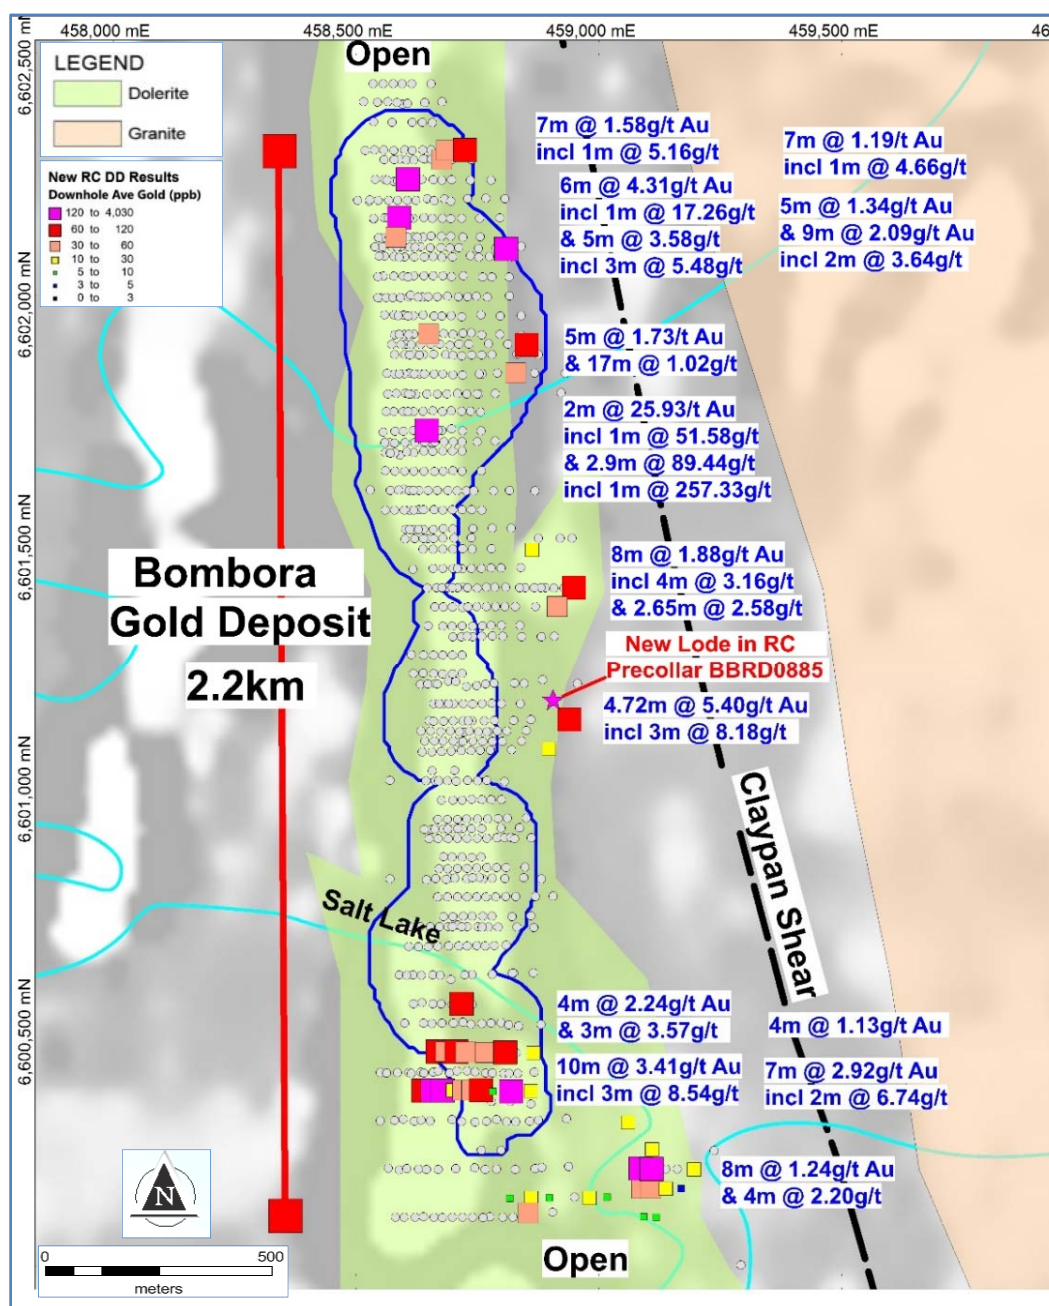 458,000 mE
458,500 mE
459,000 mE
459,500 mE
46
6,602,500 mN
6,602,000 mN
6,601,500 mN
6,601,000 mN
6,600,500 mN
Open
LEGEND
Dolerite
Granite
New RC DD Results
Downhole Ave Gold (ppb)
120 to 4,030
60 to 120
30 to 60
10 to 30
5 to 10
3 to 5
0 to 3
7m @ 1.58g/t Au
incl 1m @ 5.16g/t
7m @ 1.19/t Au
incl 1m @ 4.66g/t
6m @ 4.31g/t Au
incl 1m @ 17.26g/t
& 5m @ 3.58g/t
incl 3m @ 5.48g/t
5m @ 1.34g/t Au
& 9m @ 2.09g/t Au
incl 2m @ 3.64g/t
5m @ 1.73/t Au
& 17m @ 1.02g/t
2m @ 25.93/t Au
incl 1m @ 51.58g/t
& 2.9m @ 89.44g/t
incl 1m @ 257.33g/t
8m @ 1.88g/t Au
incl 4m @ 3.16g/t
& 2.65m @ 2.58g/t
Bombora
Gold Deposit
2.2km
New Lode in RC
Precollar BBRD0885
4.72m @ 5.40g/t Au
incl 3m @ 8.18g/t
Claypan Shear
Salt Lake
4m @ 2.24g/t Au
& 3m @ 3.57g/t
4m @ 1.13g/t Au
10m @ 3.41g/t Au
incl 3m @ 8.54g/t
7m @ 2.92g/t Au
incl 2m @ 6.74g/t
8m @ 1.24g/t Au
& 4m @ 2.20g/t
N
Open
0 500
meters